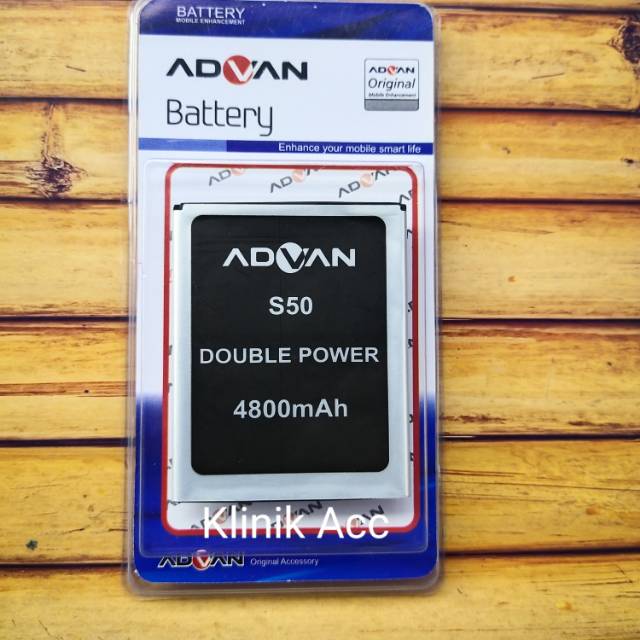 BATTERY
MOBILE ENHANCEMENT
ADVAN
Battery
ADVAN
Original
Mobile Enhancement
Enhance your mobile smart life
ADVAN
ADVAN
ADVAN
ADVAN
S50
DOUBLE POWER
4800mAh
Klinik Acc
ADVAN
Original Accessory